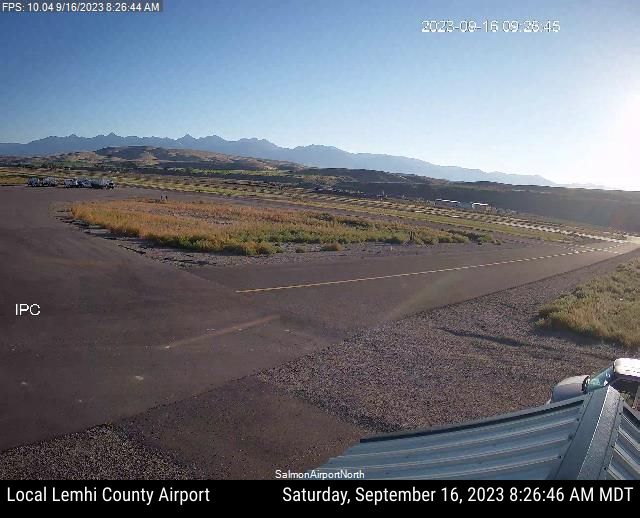 FPS: 10.04 9/16/2023 8:26:44 AM
2023-09-16 09:26:45
IPC
SalmonAirportNorth
Local Lemhi County Airport
Saturday, September 16, 2023 8:26:46 AM MDT